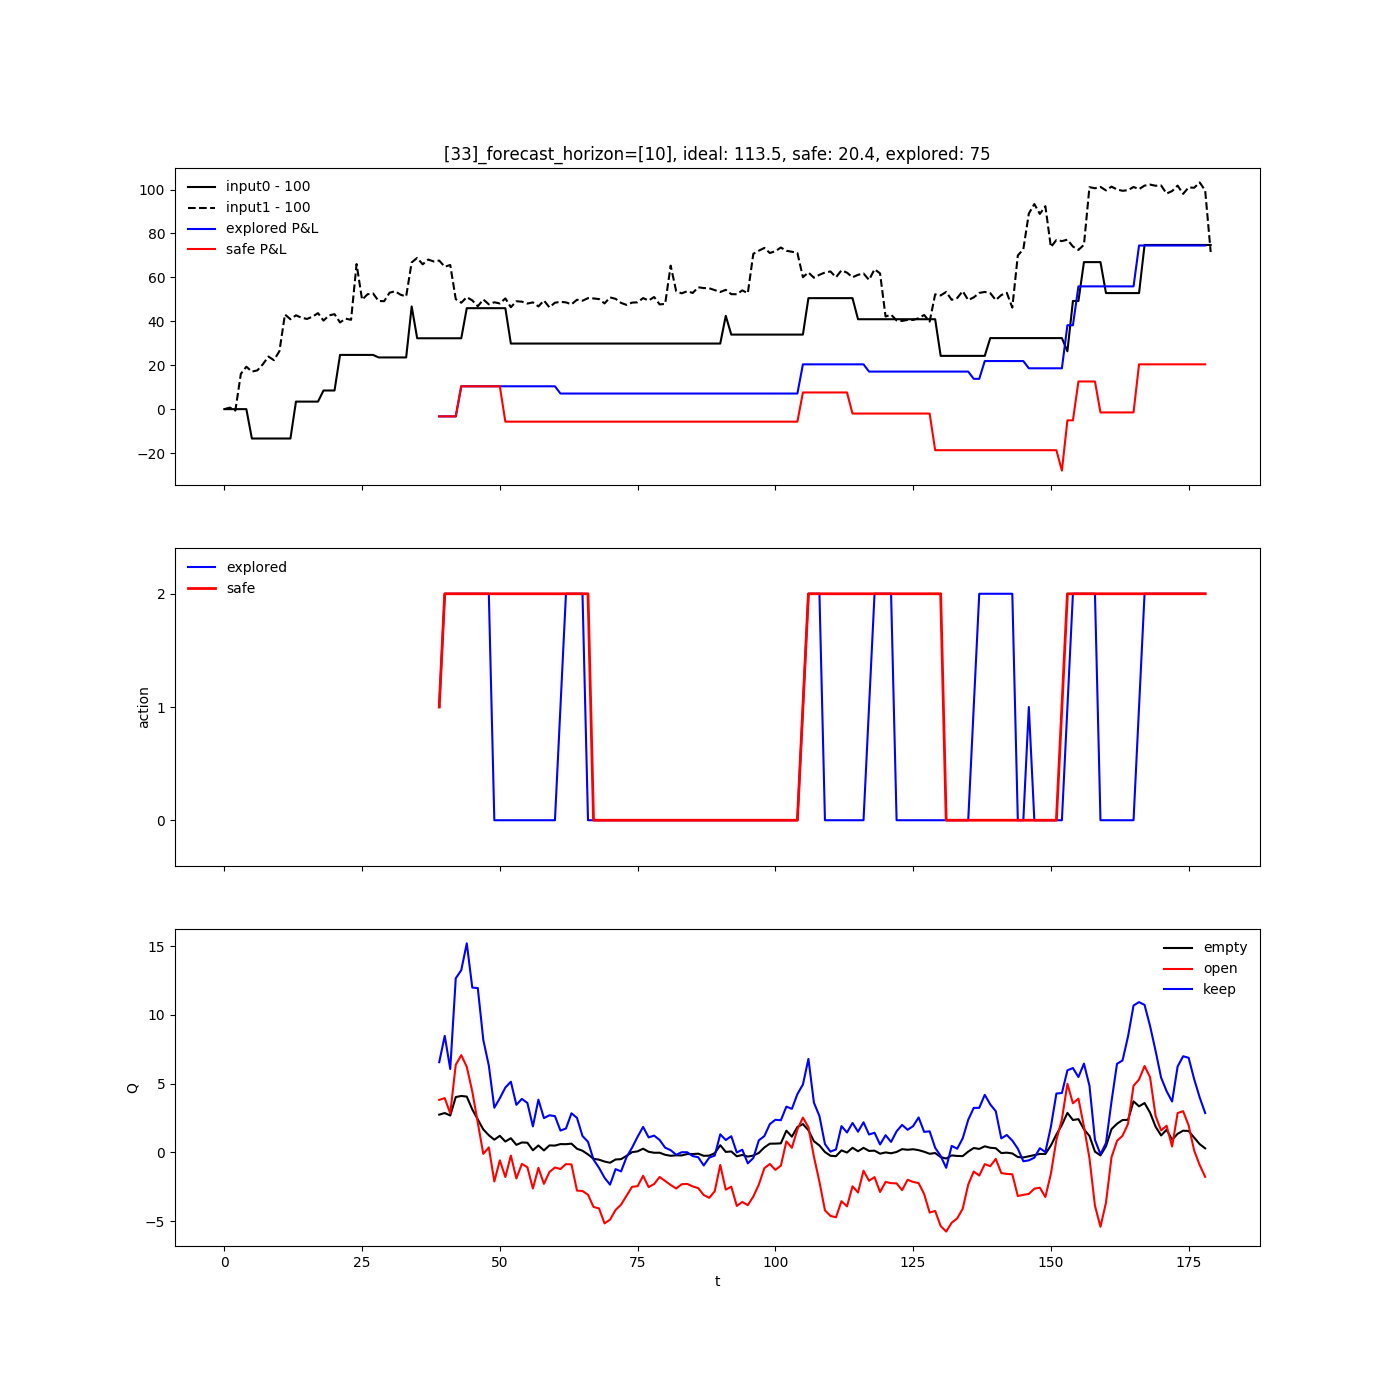 [33]_forecast_horizon=[10], ideal: 113.5, safe: 20.4, explored: 75
input0 - 100
input1 - 100
explored P&L
safe P&L
100
80
60
40
20
0
−20
explored
safe
2
1
0
action
empty
open
keep
15
10
5
0
−5
Q
0 25 50 75 100 125 150 175
t